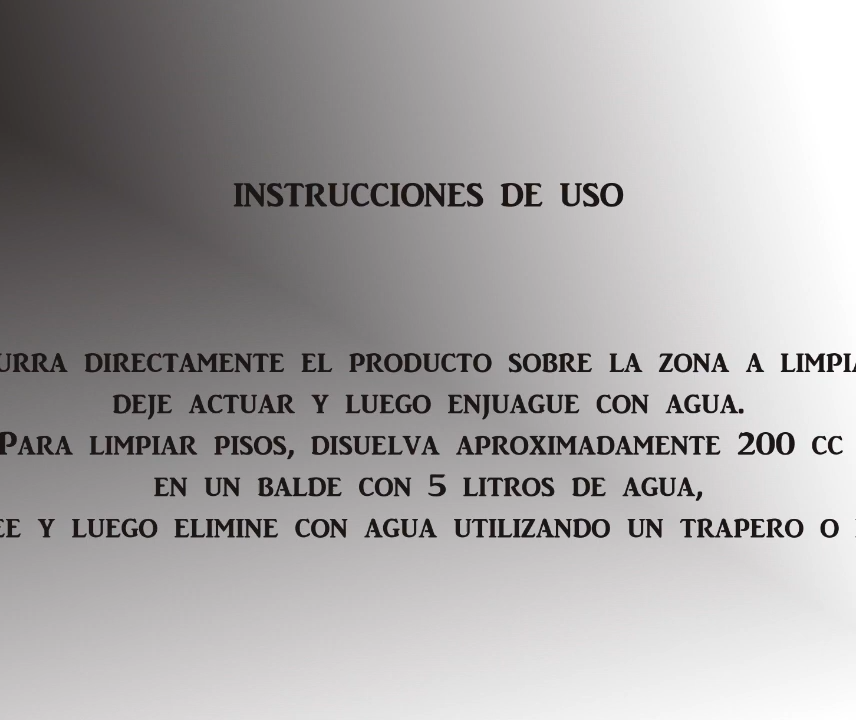 INSTRUCCIONES DE USO
DIRECTAMENTE EL PRODUCTO SOBRE LA ZONA A
DEJE ACTUAR Y LUEGO ENJUAGUE CON AGUA.
PARA LIMPIAR PISOS, DISUELVA APROXIMADAMENTE 200 CC
EN UN BALDE CON 5 LITROS DE AGUA,
Y LUEGO ELIMINE CON AGUA UTILIZANDO UN TRAPERO O